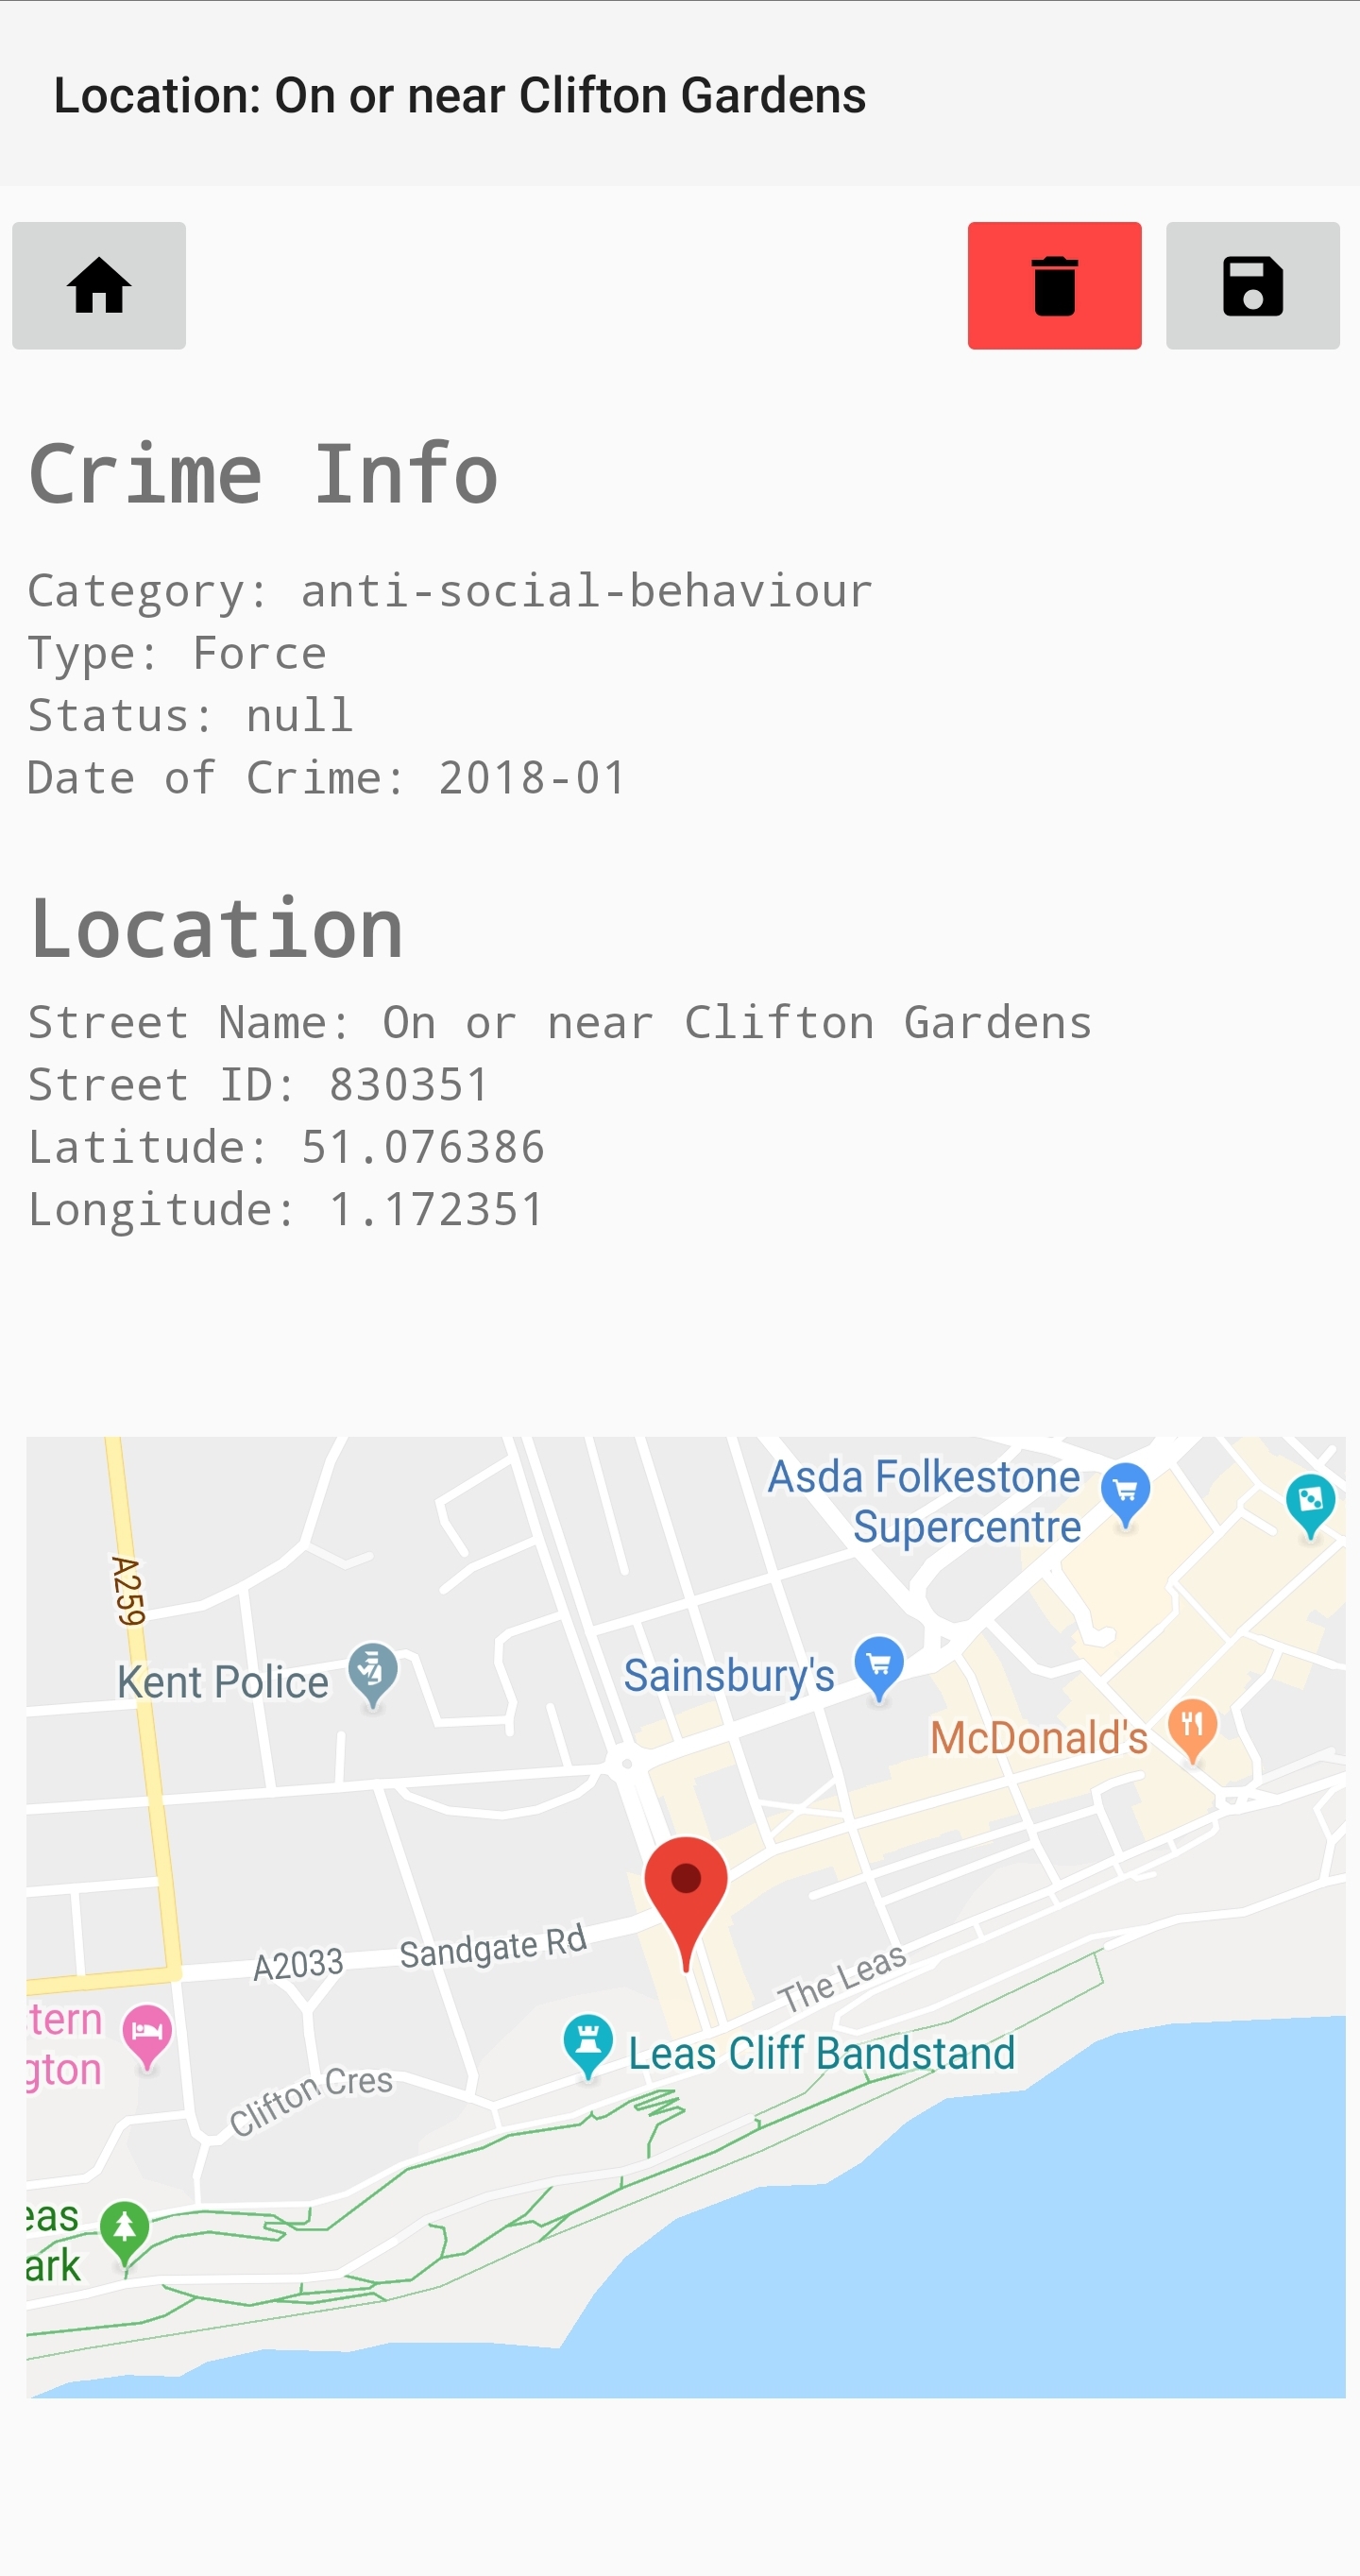 Location: On or near Clifton Gardens
Crime Info
Category: anti-social-behaviour
Type: Force
Status: null
Date of Crime: 2018-01
Location
Street Name: On or near Clifton Gardens
Street ID: 830351
Latitude: 51.076386
Longitude: 1.172351
Asda Folkestone
Supercentre
A259
Kent Police
Sainsbury's
McDonald's
A2033
Sandgate Rd
The Leas
tern
gton
Leas Cliff Bandstand
Clifton Cres
eas
ark